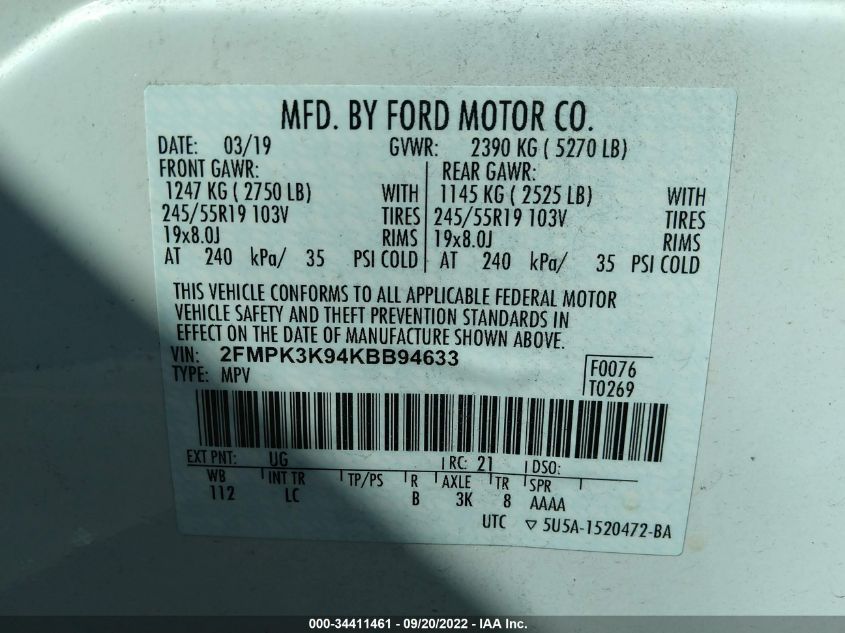 MFD. BY FORD MOTOR CO.
DATE: 03/19 GVWR: 2390 KG ( 5270 LB)
FRONT GAWR: REAR GAWR:
1247 KG ( 2750 LB) WITH 1145 KG ( 2525 LB) WITH
245/55R19 103V TIRES 245/55R19 103V TIRES
19x8.0J RIMS 19x8.0J RIMS
AT 240 kPa/ 35 PSI COLD AT 240 kPa/ 35 PSI COLD
THIS VEHICLE CONFORMS TO ALL APPLICABLE FEDERAL MOTOR
VEHICLE SAFETY AND THEFT PREVENTION STANDARDS IN
EFFECT ON THE DATE OF MANUFACTURE SHOWN ABOVE.
VIN: 2FMPK3K94KBB94633
TYPE: MPV
F0076
T0269
EXT PNT: UG RC: 21 DSO:
WB INT TR TP/PS R AXLE TR SPR
112 LC B 3K 8 AAAA
UTC ▽ 5U5A-1520472-BA
000-34411461 - 09/20/2022 - IAA Inc.